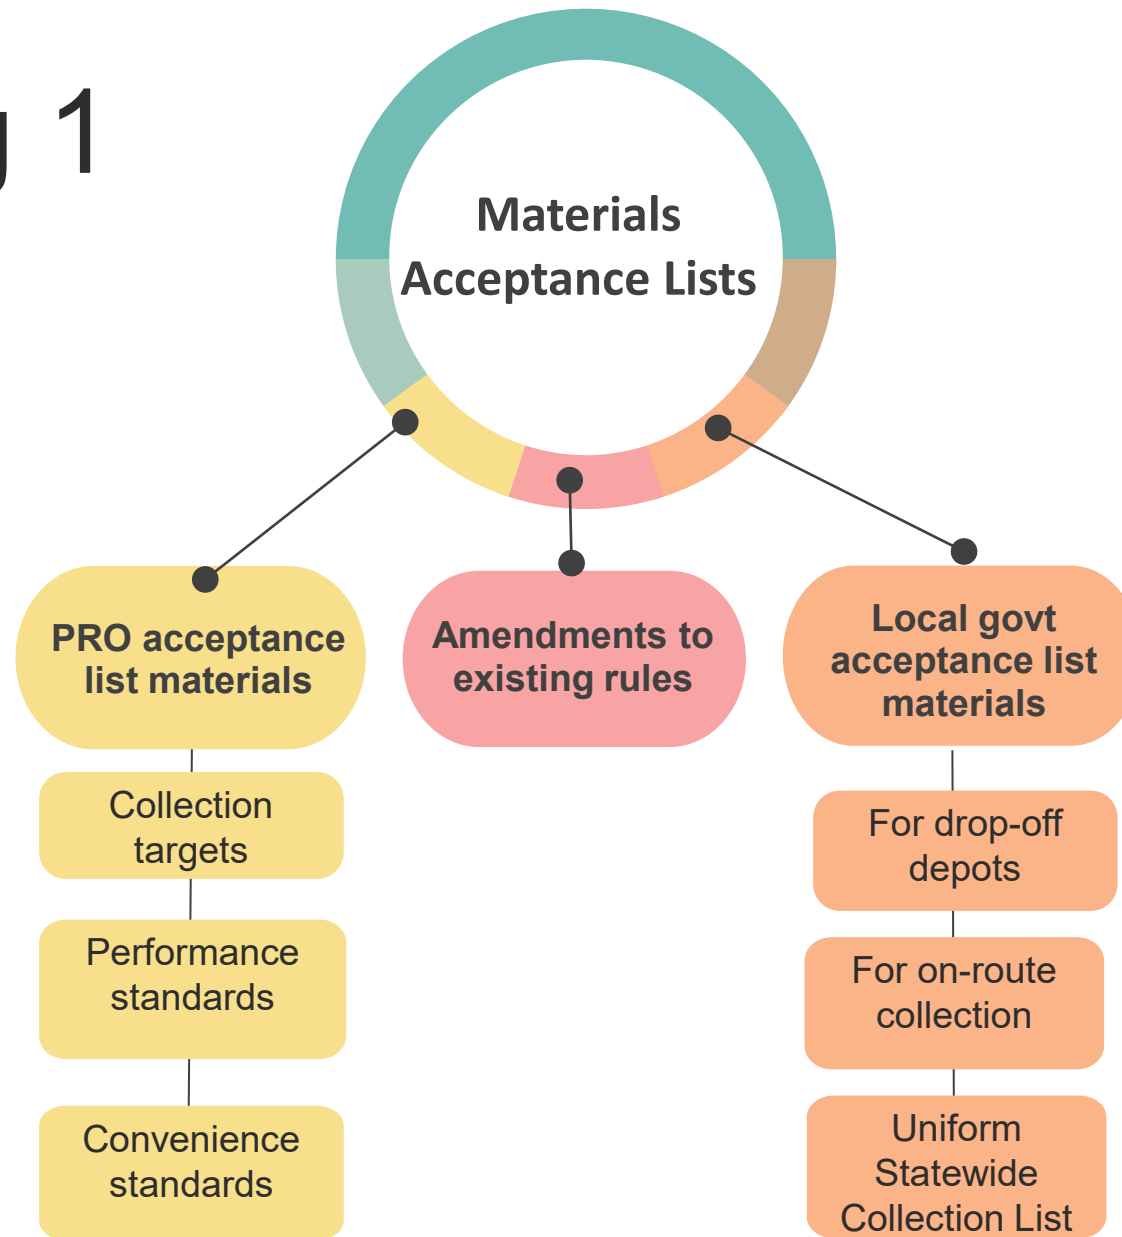 g 1
Materials
Acceptance Lists
PRO acceptance
list materials
Collection
targets
Performance
standards
Convenience
standards
Amendments to
existing rules
Local govt
acceptance list
materials
For drop-off
depots
For on-route
collection
Uniform
Statewide
Collection List